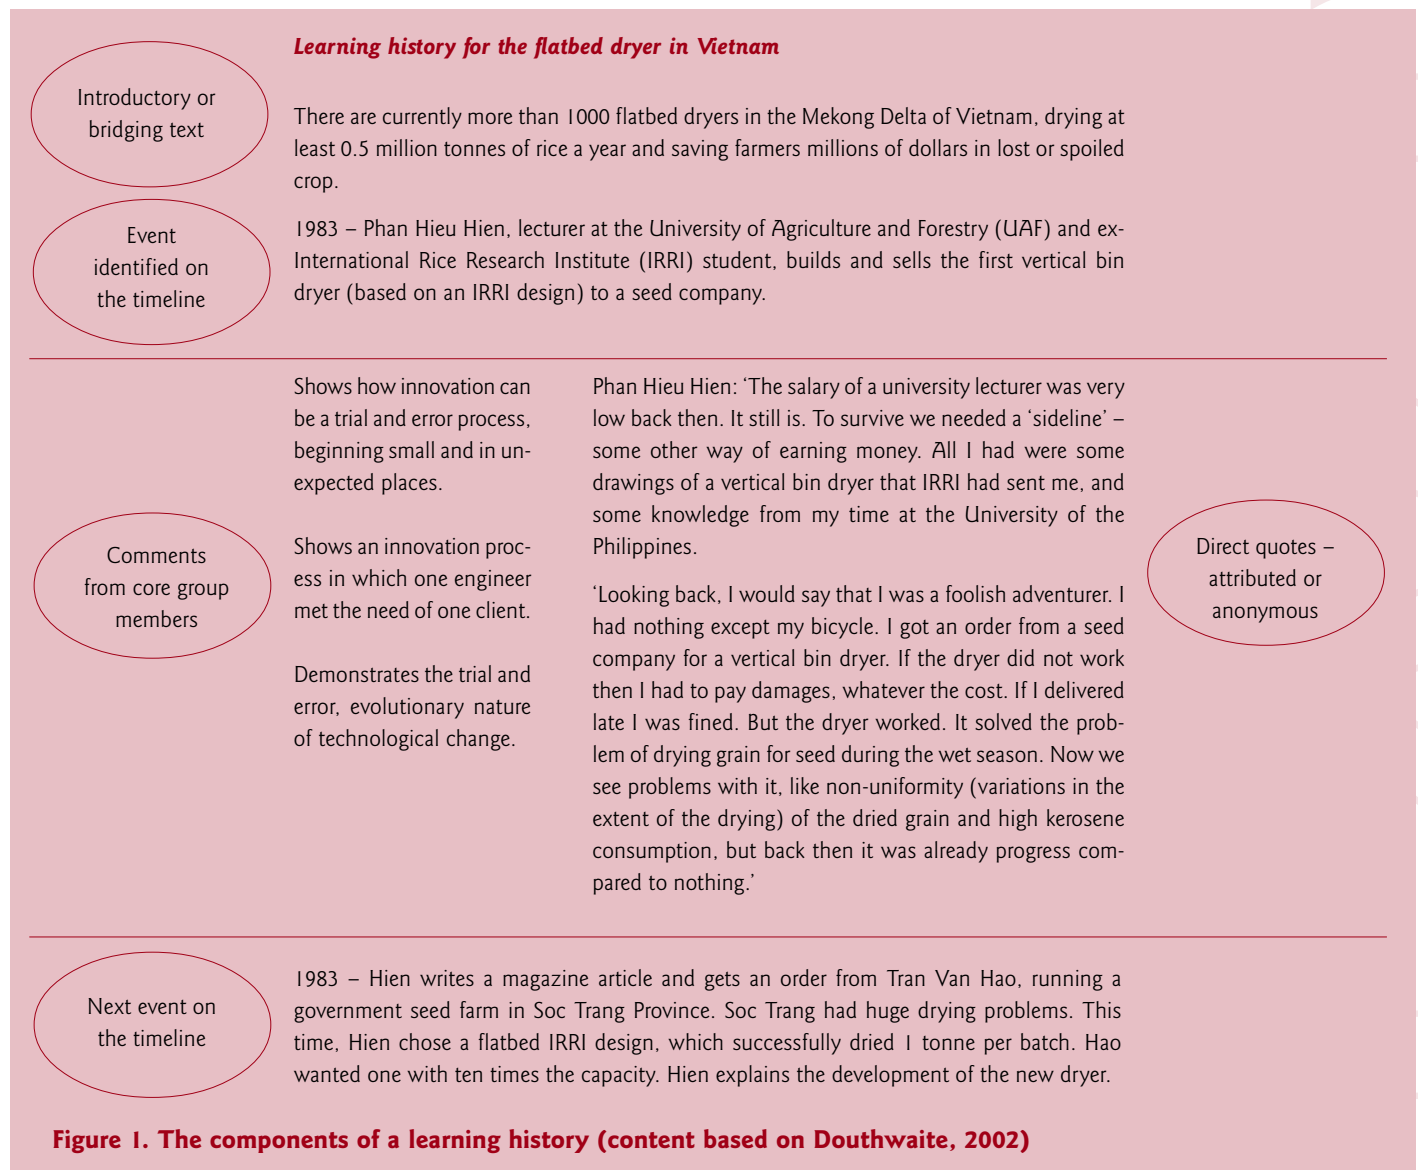 Learning history for the flatbed dryer in Vietnam
Introductory or
bridging text
There are currently more than 1000 flatbed dryers in the Mekong Delta of Vietnam, drying at
least 0.5 million tonnes of rice a year and saving farmers millions of dollars in lost or spoiled
crop.
Event
identified on
the timeline
1983 – Phan Hieu Hien, lecturer at the University of Agriculture and Forestry (UAF) and ex-
International Rice Research Institute (IRRI) student, builds and sells the first vertical bin
dryer (based on an IRRI design) to a seed company.
Comments
from core group
members
Shows how innovation can
be a trial and error process,
beginning small and in un-
expected places.
Shows an innovation proc-
ess in which one engineer
met the need of one client.
Demonstrates the trial and
error, evolutionary nature
of technological change.
Phan Hieu Hien: ‘The salary of a university lecturer was very
low back then. It still is. To survive we needed a ‘sideline’ –
some other way of earning money. All I had were some
drawings of a vertical bin dryer that IRRI had sent me, and
some knowledge from my time at the University of the
Philippines.
‘Looking back, I would say that I was a foolish adventurer. I
had nothing except my bicycle. I got an order from a seed
company for a vertical bin dryer. If the dryer did not work
then I had to pay damages, whatever the cost. If I delivered
late I was fined. But the dryer worked. It solved the prob-
lem of drying grain for seed during the wet season. Now we
see problems with it, like non-uniformity (variations in the
extent of the drying) of the dried grain and high kerosene
consumption, but back then it was already progress com-
pared to nothing.’
Direct quotes –
attributed or
anonymous
Next event on
the timeline
1983 – Hien writes a magazine article and gets an order from Tran Van Hao, running a
government seed farm in Soc Trang Province. Soc Trang had huge drying problems. This
time, Hien chose a flatbed IRRI design, which successfully dried 1 tonne per batch. Hao
wanted one with ten times the capacity. Hien explains the development of the new dryer.
Figure 1. The components of a learning history (content based on Douthwaite, 2002)